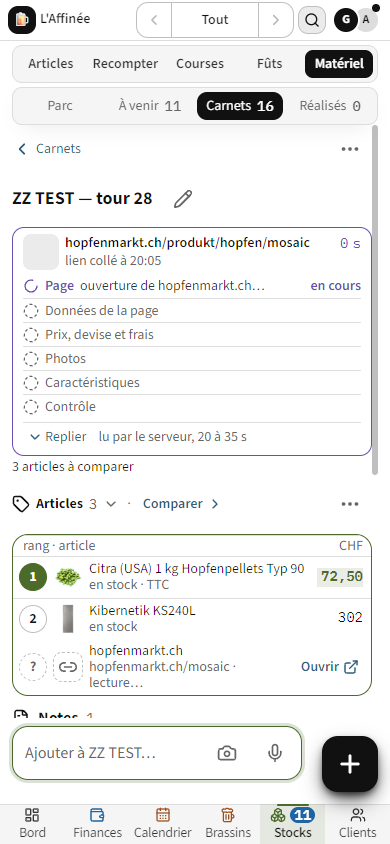 L'Affinée
Tout
G
A
Articles
Recompter
Courses
Fûts
Matériel
Parc
À venir 11
Carnets 16
Réalisés 0
Carnets
ZZ TEST — tour 28
hopfenmarkt.ch/produkt/hopfen/mosaic
0 s
lien collé à 20:05
Page ouverture de hopfenmarkt.ch… en cours
Données de la page
Prix, devise et frais
Photos
Caractéristiques
Contrôle
Replier lu par le serveur, 20 à 35 s
3 articles à comparer
Articles 3 · Comparer
rang · article CHF
1 Citra (USA) 1 kg Hopfenpellets Typ 90 72,50
en stock · TTC
2 Kibernetik KS240L 302
en stock
? hopfenmarkt.ch
hopfenmarkt.ch/mosaic · Ouvrir
lecture…
Notes 1
Ajouter à ZZ TEST…
11
Bord Finances Calendrier Brassins Stocks Clients